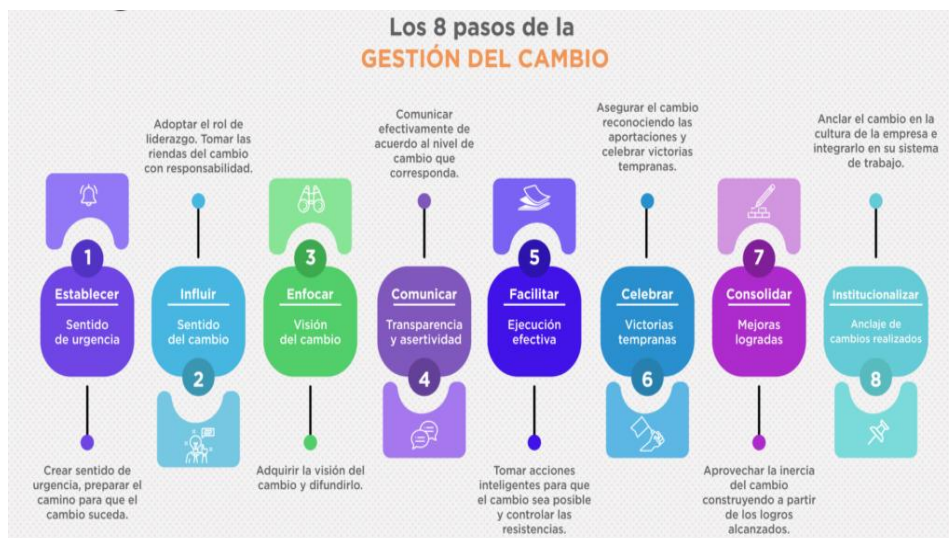 Los 8 pasos de la
GESTIÓN DEL CAMBIO
1
Establecer
Sentido
de urgencia
Crear sentido de
urgencia, preparar el
camino para que el
cambio suceda.
Adoptar el rol de
liderazgo. Tomar las
riendas del cambio
con responsabilidad.
Influir
Sentido
del cambio
2
3
Enfocar
Visión
del cambio
Adquirir la visión del
cambio y difundirlo.
Comunicar
efectivamente de
acuerdo al nivel de
cambio que
corresponda.
Comunicar
Transparencia
y asertividad
4
5
Facilitar
Ejecución
efectiva
Tomar acciones
inteligentes para que
el cambio sea posible
y controlar las
resistencias.
Asegurar el cambio
reconociendo las
aportaciones y
celebrar victorias
tempranas.
Celebrar
Victorias
tempranas
6
7
Consolidar
Mejoras
logradas
Aprovechar la inercia
del cambio
construyendo a partir
de los logros
alcanzados.
Anclar el cambio en la
cultura de la empresa e
integrarlo en su sistema
de trabajo.
Institucionalizar
Anclaje de
cambios realizados
8